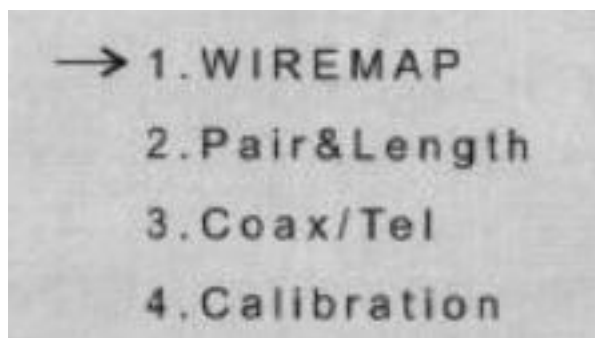 → 1.WIREMAP
2.Pair&Length
3.Coax/Tel
4.Calibration